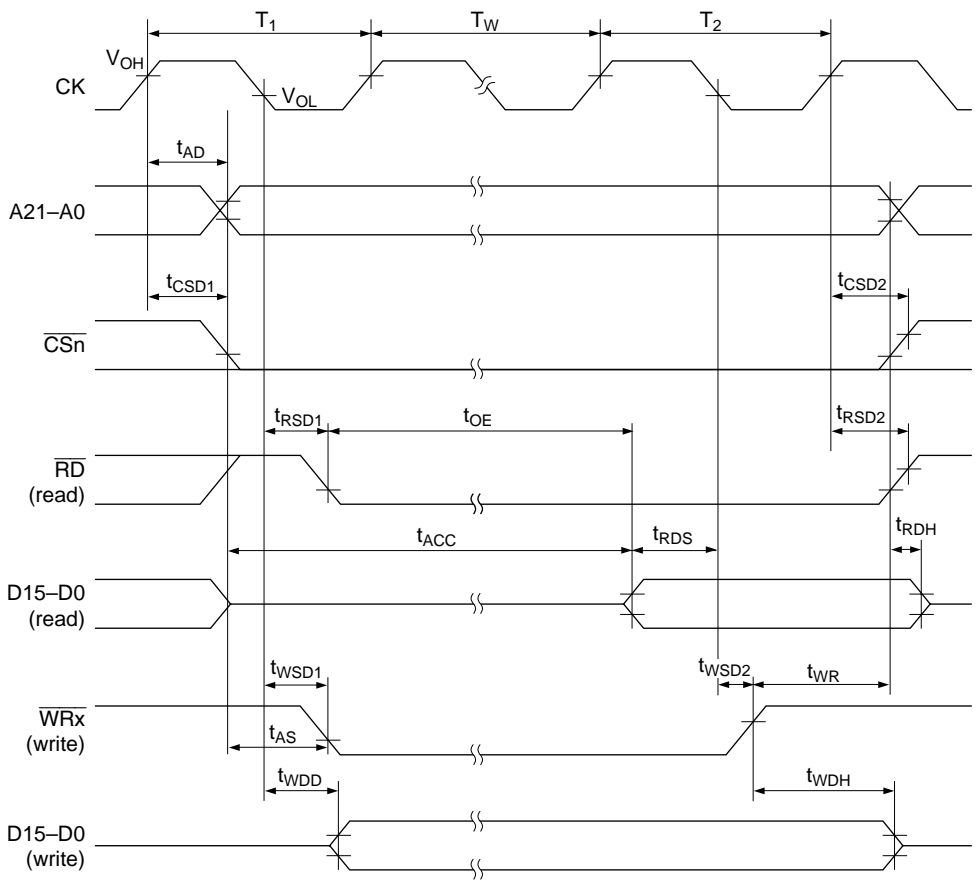 T1 TW T2
VOH
CK
VOL
tAD
A21–A0
tCSD1 tCSD2
CSn
tRSD1 tOE tRSD2
RD
(read)
tACC tRDS tRDH
D15–D0
(read)
tWSD1 tWSD2 tWR
WRx
(write)
tAS
tWDD tWDH
D15–D0
(write)